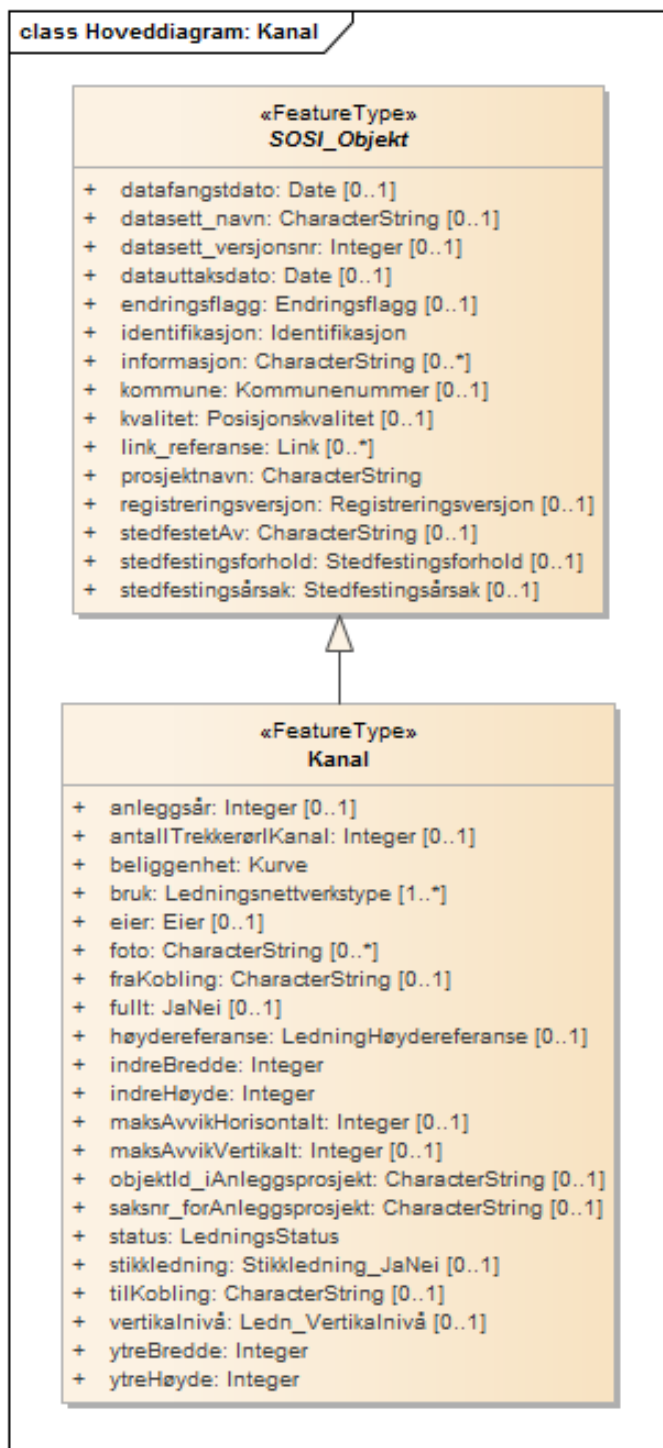 class Hoveddiagram: Kanal
«FeatureType»
SOSI_Objekt
+ datafangstdato: Date [0..1]
+ datasett_navn: CharacterString [0..1]
+ datasett_versjonsnr: Integer [0..1]
+ datauttaksdato: Date [0..1]
+ endringsflagg: Endringsflagg [0..1]
+ identifikasjon: Identifikasjon
+ informasjon: CharacterString [0..*]
+ kommune: Kommunenummer [0..1]
+ kvalitet: Posisjonskvalitet [0..1]
+ link_referanse: Link [0..*]
+ prosjektnavn: CharacterString
+ registreringsversjon: Registreringsversjon [0..1]
+ stedfestetAv: CharacterString [0..1]
+ stedfestingsforhold: Stedfestingsforhold [0..1]
+ stedfestingsårsak: Stedfestingsårsak [0..1]
«FeatureType»
Kanal
+ anleggsår: Integer [0..1]
+ antallTrekkerørIKanal: Integer [0..1]
+ beliggenhet: Kurve
+ bruk: Ledningsnettverkstype [1..*]
+ eier: Eier [0..1]
+ foto: CharacterString [0..*]
+ fraKobling: CharacterString [0..1]
+ fullt: JaNei [0..1]
+ høydereferanse: LedningHøydereferanse [0..1]
+ indreBredde: Integer
+ indreHøyde: Integer
+ maksAvvikHorisontalt: Integer [0..1]
+ maksAvvikVertikalt: Integer [0..1]
+ objektId_iAnleggsprosjekt: CharacterString [0..1]
+ saksnr_forAnleggsprosjekt: CharacterString [0..1]
+ status: LedningsStatus
+ stikkledning: Stikkledning_JaNei [0..1]
+ tilKobling: CharacterString [0..1]
+ vertikalnivå: Ledn_Vertikalnivå [0..1]
+ ytreBredde: Integer
+ ytreHøyde: Integer